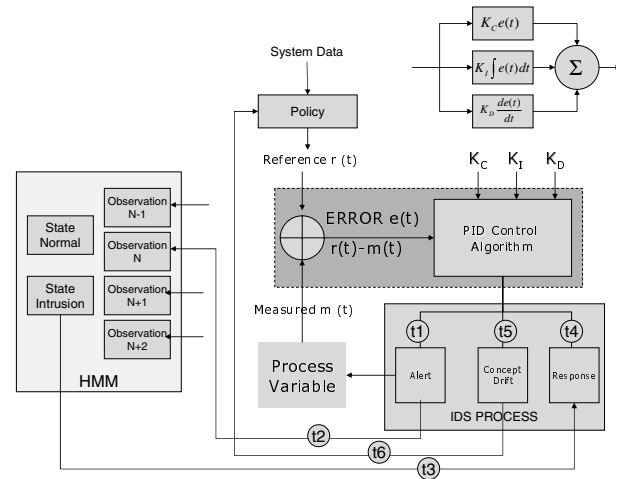 K_C e(t)
K_I ∫ e(t)dt
K_D de(t)/dt
Σ
System Data
Policy
Reference r (t)
K_C K_I K_D
ERROR e(t)
r(t)-m(t)
PID Control
Algorithm
Observation
N-1
Observation
N
Observation
N+1
Observation
N+2
State
Normal
State
Intrusion
HMM
Measured m (t)
Process
Variable
t1
t5
t4
Alert
Concept
Drift
Response
IDS PROCESS
t2
t6
t3